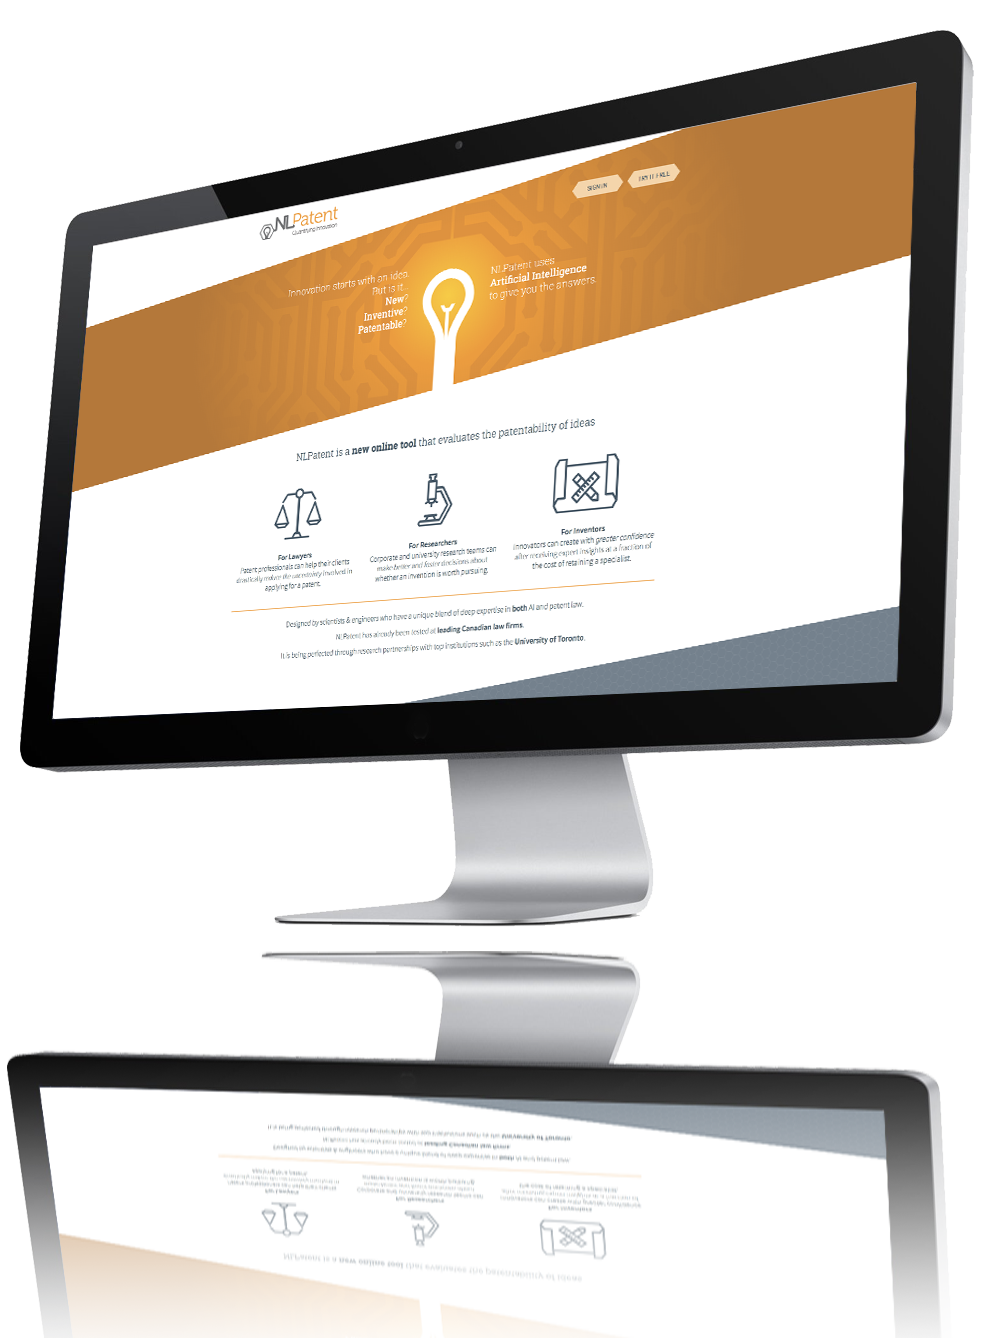 NLPatent
Quantifying Innovation
SIGN IN
TRY IT FREE
Innovation starts with an idea.
But is it...
New?
Inventive?
Patentable?
NLPatent uses
Artificial Intelligence
to give you the answers.
NLPatent is a new online tool that evaluates the patentability of ideas
For Lawyers
Patent professionals can help their clients
drastically reduce the uncertainty involved in
applying for a patent.
For Researchers
Corporate and university research teams can
make better and faster decisions about
whether an invention is worth pursuing.
For Inventors
Innovators can create with greater confidence
after receiving expert insights at a fraction of
the cost of retaining a specialist.
Designed by scientists & engineers who have a unique blend of deep expertise in both AI and patent law.
NLPatent has already been tested at leading Canadian law firms.
It is being perfected through research partnerships with top institutions such as the University of Toronto.